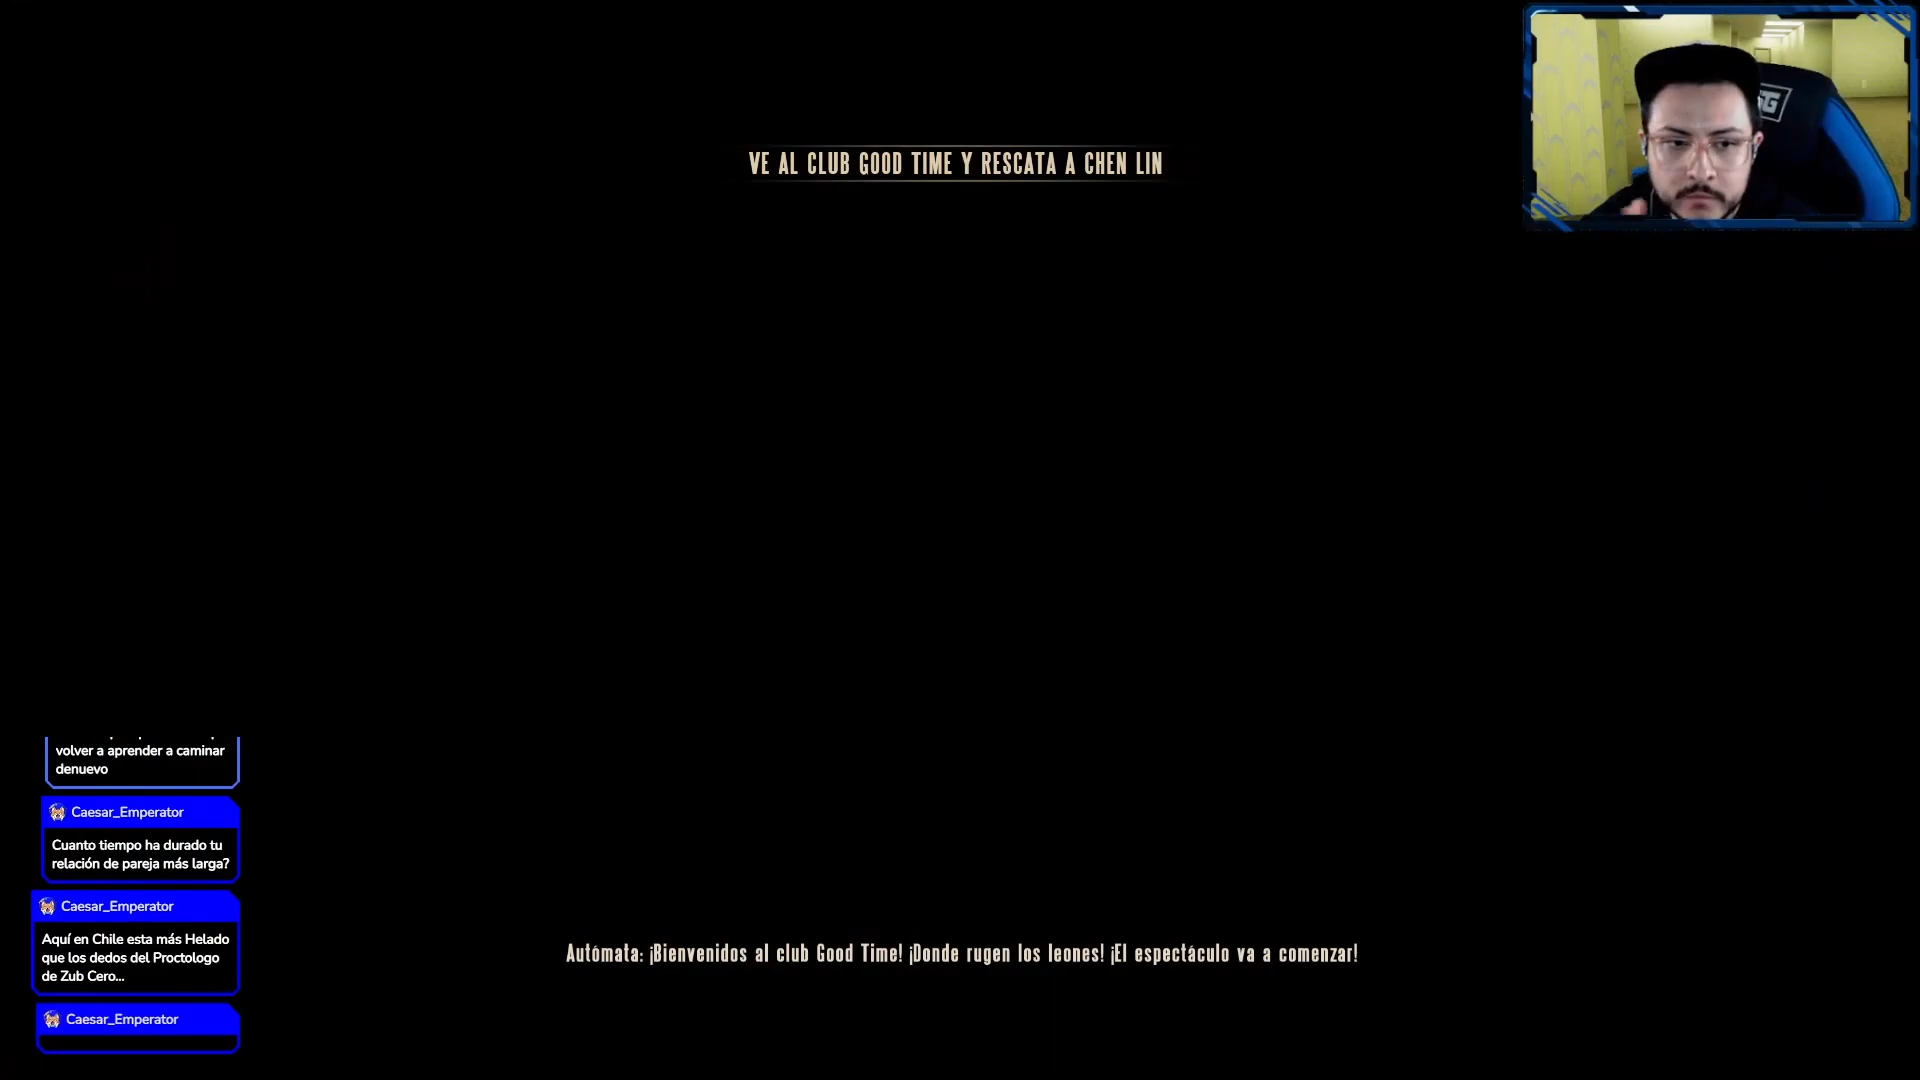 VE AL CLUB GOOD TIME Y RESCATA A CHEN LIN
volver a aprender a caminar
denuevo
Caesar_Emperator
Cuanto tiempo ha durado tu
relación de pareja más larga?
Caesar_Emperator
Aquí en Chile esta más Helado
que los dedos del Proctologo
de Zub Cero...
Caesar_Emperator
Autómata: ¡Bienvenidos al club Good Time! ¡Donde rugen los leones! ¡El espectáculo va a comenzar!